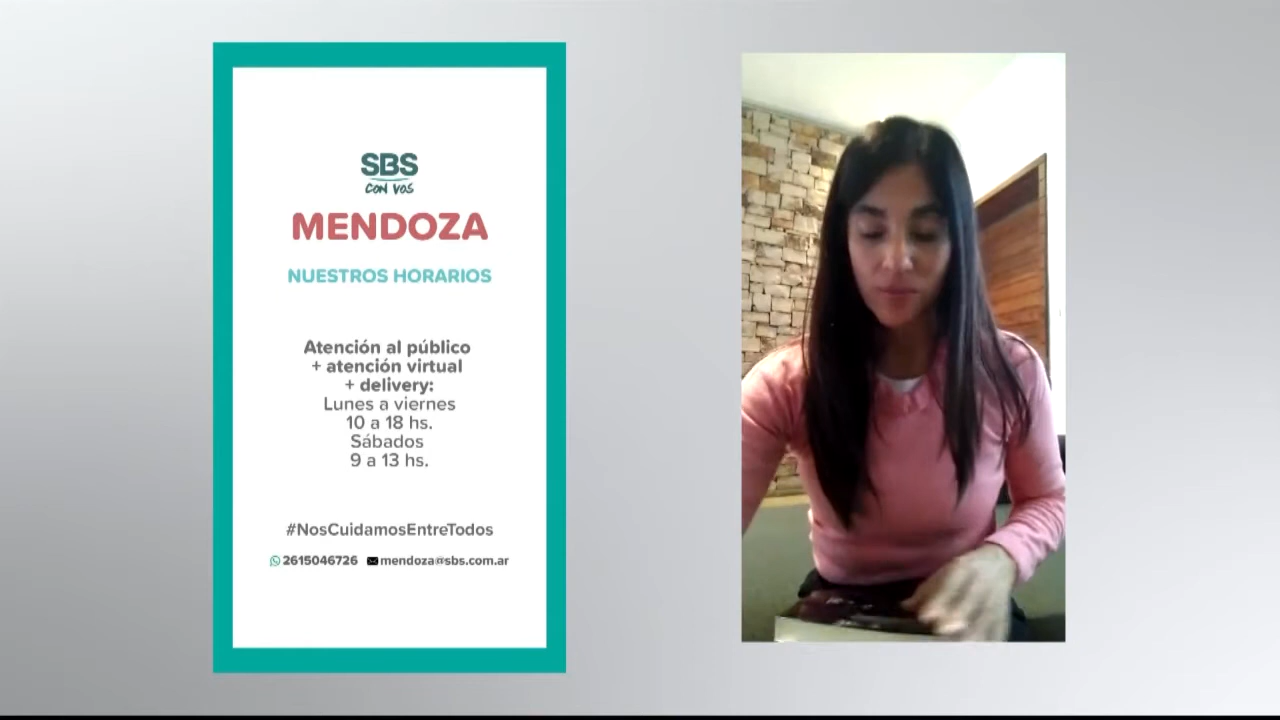 SBS
CON VOS
MENDOZA
NUESTROS HORARIOS
Atención al público
+ atención virtual
+ delivery:
Lunes a viernes
10 a 18 hs.
Sábados
9 a 13 hs.
#NosCuidamosEntreTodos
2615046726 mendoza@sbs.com.ar